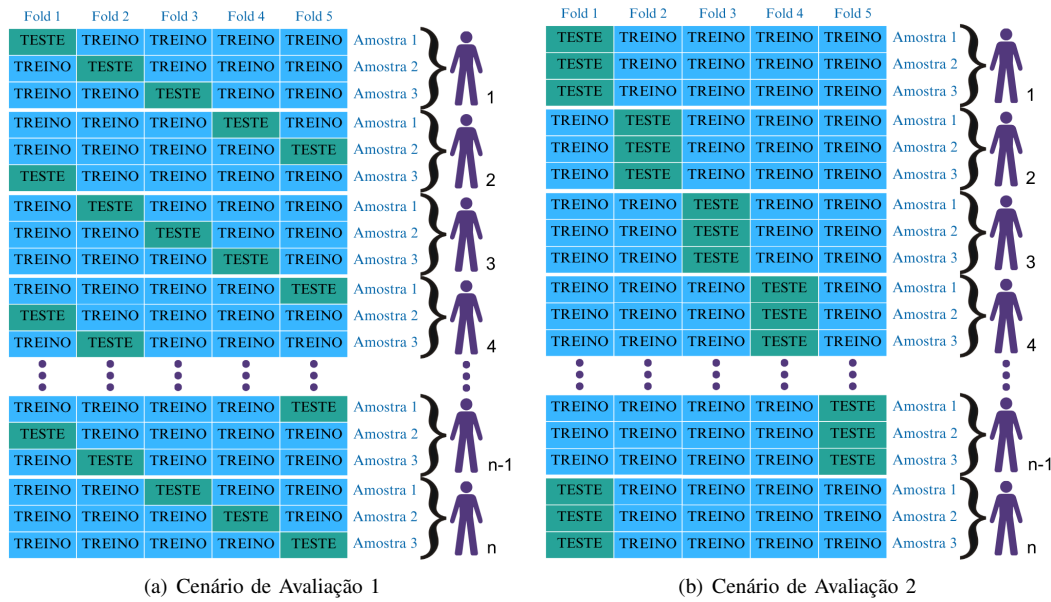 Fold 1 Fold 2 Fold 3 Fold 4 Fold 5
TESTE TREINO TREINO TREINO TREINO Amostra 1
TREINO TESTE TREINO TREINO TREINO Amostra 2
TREINO TREINO TESTE TREINO TREINO Amostra 3
1
TREINO TREINO TREINO TESTE TREINO Amostra 1
TREINO TREINO TREINO TREINO TESTE Amostra 2
TESTE TREINO TREINO TREINO TREINO Amostra 3
2
TREINO TESTE TREINO TREINO TREINO Amostra 1
TREINO TREINO TESTE TREINO TREINO Amostra 2
TREINO TREINO TREINO TESTE TREINO Amostra 3
3
TREINO TREINO TREINO TREINO TESTE Amostra 1
TESTE TREINO TREINO TREINO TREINO Amostra 2
TREINO TESTE TREINO TREINO TREINO Amostra 3
4
TREINO TREINO TREINO TREINO TESTE Amostra 1
TESTE TREINO TREINO TREINO TREINO Amostra 2
TREINO TESTE TREINO TREINO TREINO Amostra 3
n-1
TREINO TREINO TESTE TREINO TREINO Amostra 1
TREINO TREINO TREINO TESTE TREINO Amostra 2
TREINO TREINO TREINO TREINO TESTE Amostra 3
n
(a) Cenário de Avaliação 1
Fold 1 Fold 2 Fold 3 Fold 4 Fold 5
TESTE TREINO TREINO TREINO TREINO Amostra 1
TESTE TREINO TREINO TREINO TREINO Amostra 2
TESTE TREINO TREINO TREINO TREINO Amostra 3
1
TREINO TESTE TREINO TREINO TREINO Amostra 1
TREINO TESTE TREINO TREINO TREINO Amostra 2
TREINO TESTE TREINO TREINO TREINO Amostra 3
2
TREINO TREINO TESTE TREINO TREINO Amostra 1
TREINO TREINO TESTE TREINO TREINO Amostra 2
TREINO TREINO TESTE TREINO TREINO Amostra 3
3
TREINO TREINO TREINO TESTE TREINO Amostra 1
TREINO TREINO TREINO TESTE TREINO Amostra 2
TREINO TREINO TREINO TESTE TREINO Amostra 3
4
TREINO TREINO TREINO TREINO TESTE Amostra 1
TREINO TREINO TREINO TREINO TESTE Amostra 2
TREINO TREINO TREINO TREINO TESTE Amostra 3
n-1
TESTE TREINO TREINO TREINO TREINO Amostra 1
TESTE TREINO TREINO TREINO TREINO Amostra 2
TESTE TREINO TREINO TREINO TREINO Amostra 3
n
(b) Cenário de Avaliação 2